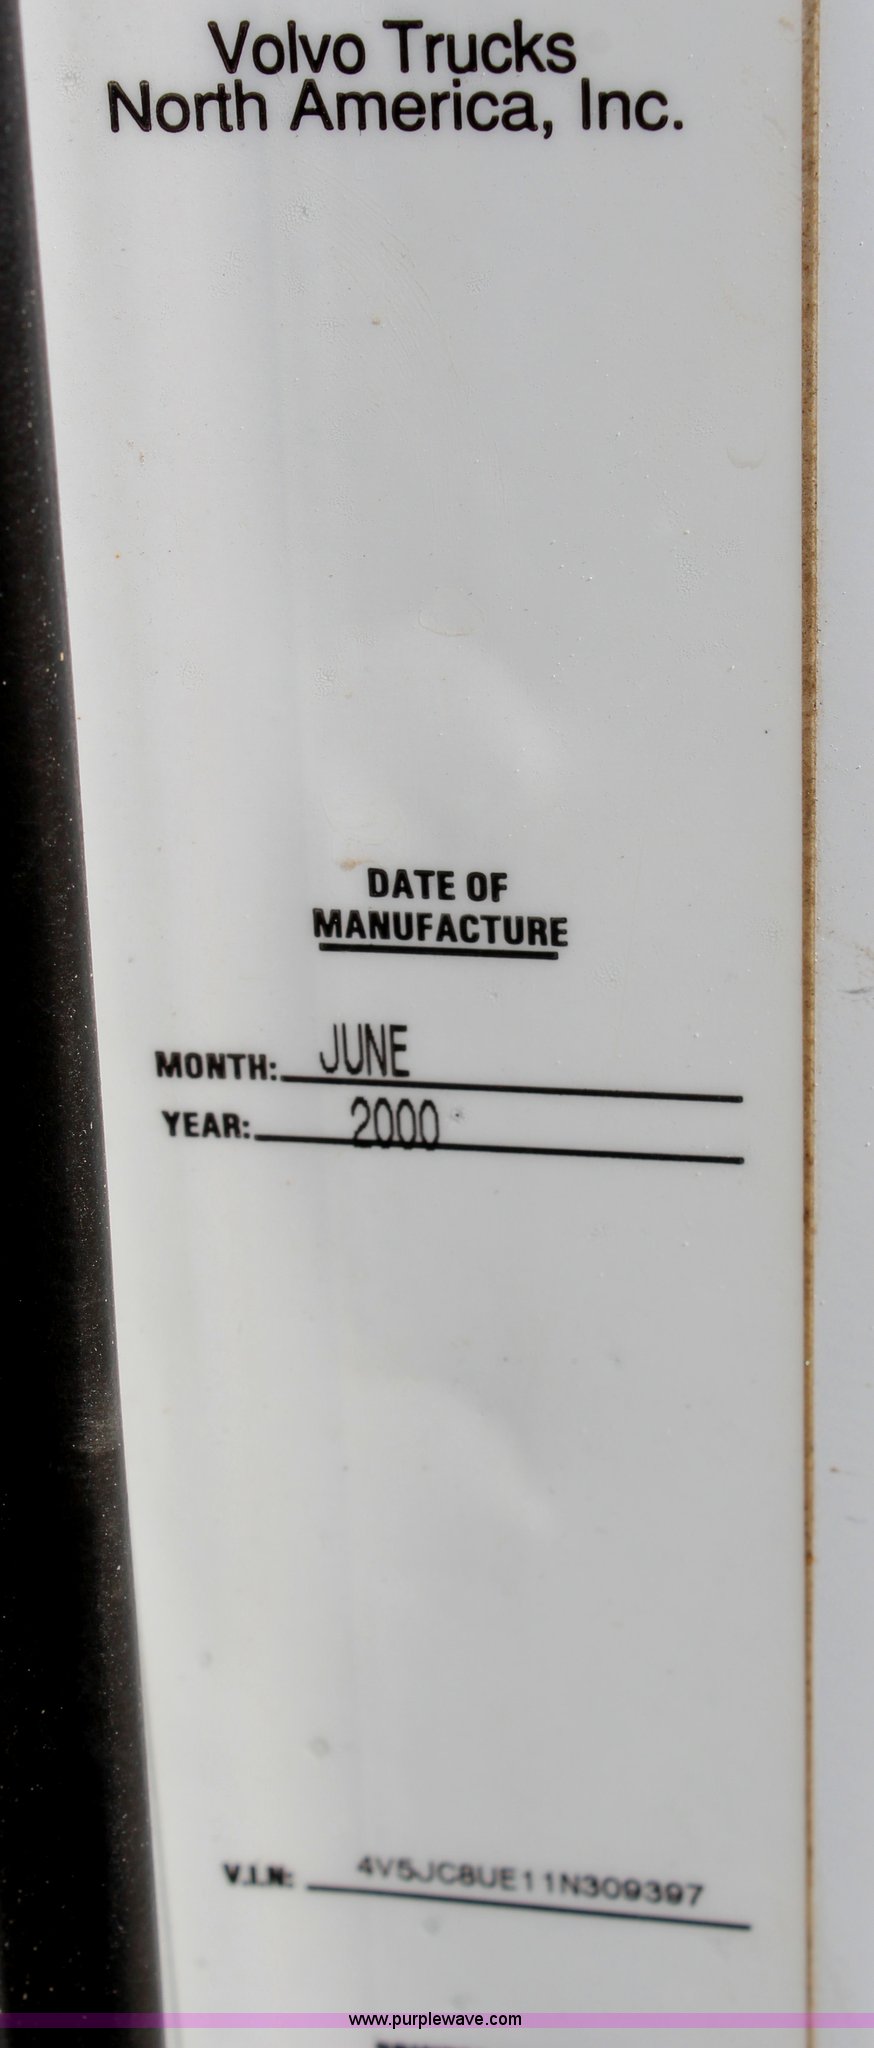 Volvo Trucks
North America, Inc.
DATE OF
MANUFACTURE
MONTH: JUNE
YEAR: 2000
V.I.N: 4V5JC8UE11N309397
www.purplewave.com